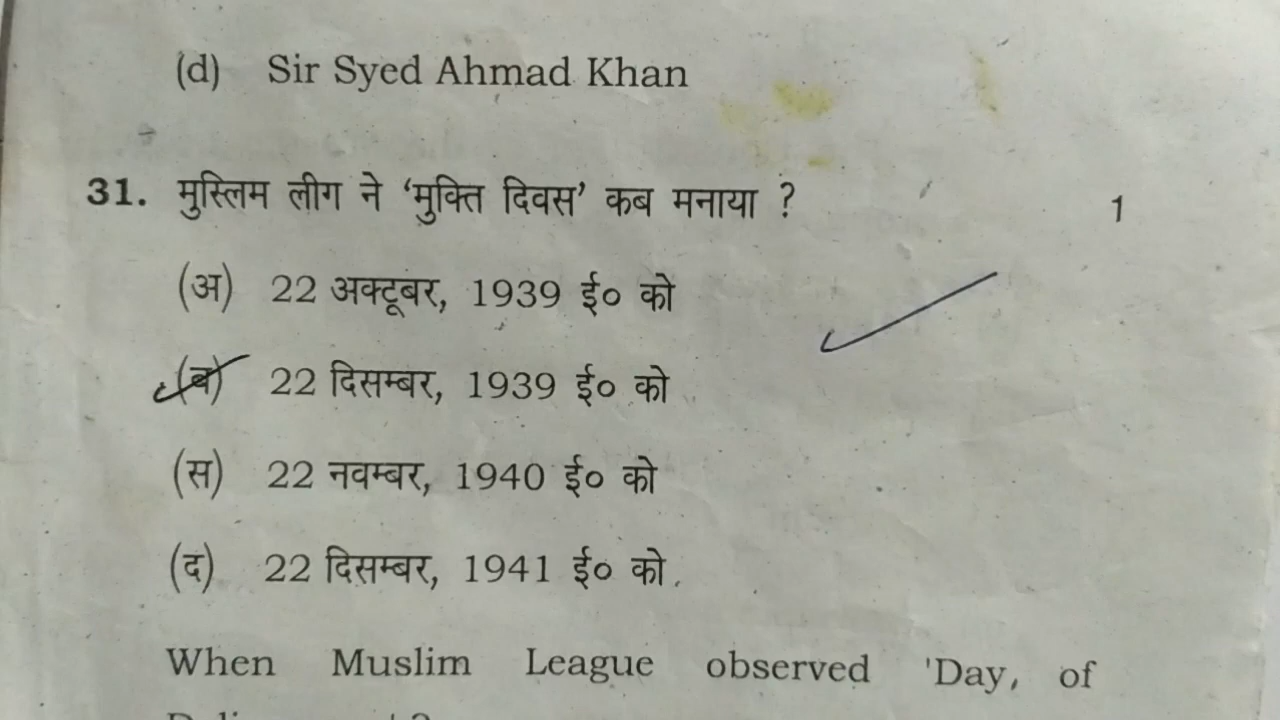 (d) Sir Syed Ahmad Khan
31. मुस्लिम लीग ने ‘मुक्ति दिवस’ कब मनाया ? 1
(अ) 22 अक्टूबर, 1939 ई० को
(ब) 22 दिसम्बर, 1939 ई० को
(स) 22 नवम्बर, 1940 ई० को
(द) 22 दिसम्बर, 1941 ई० को
When Muslim League observed 'Day, of